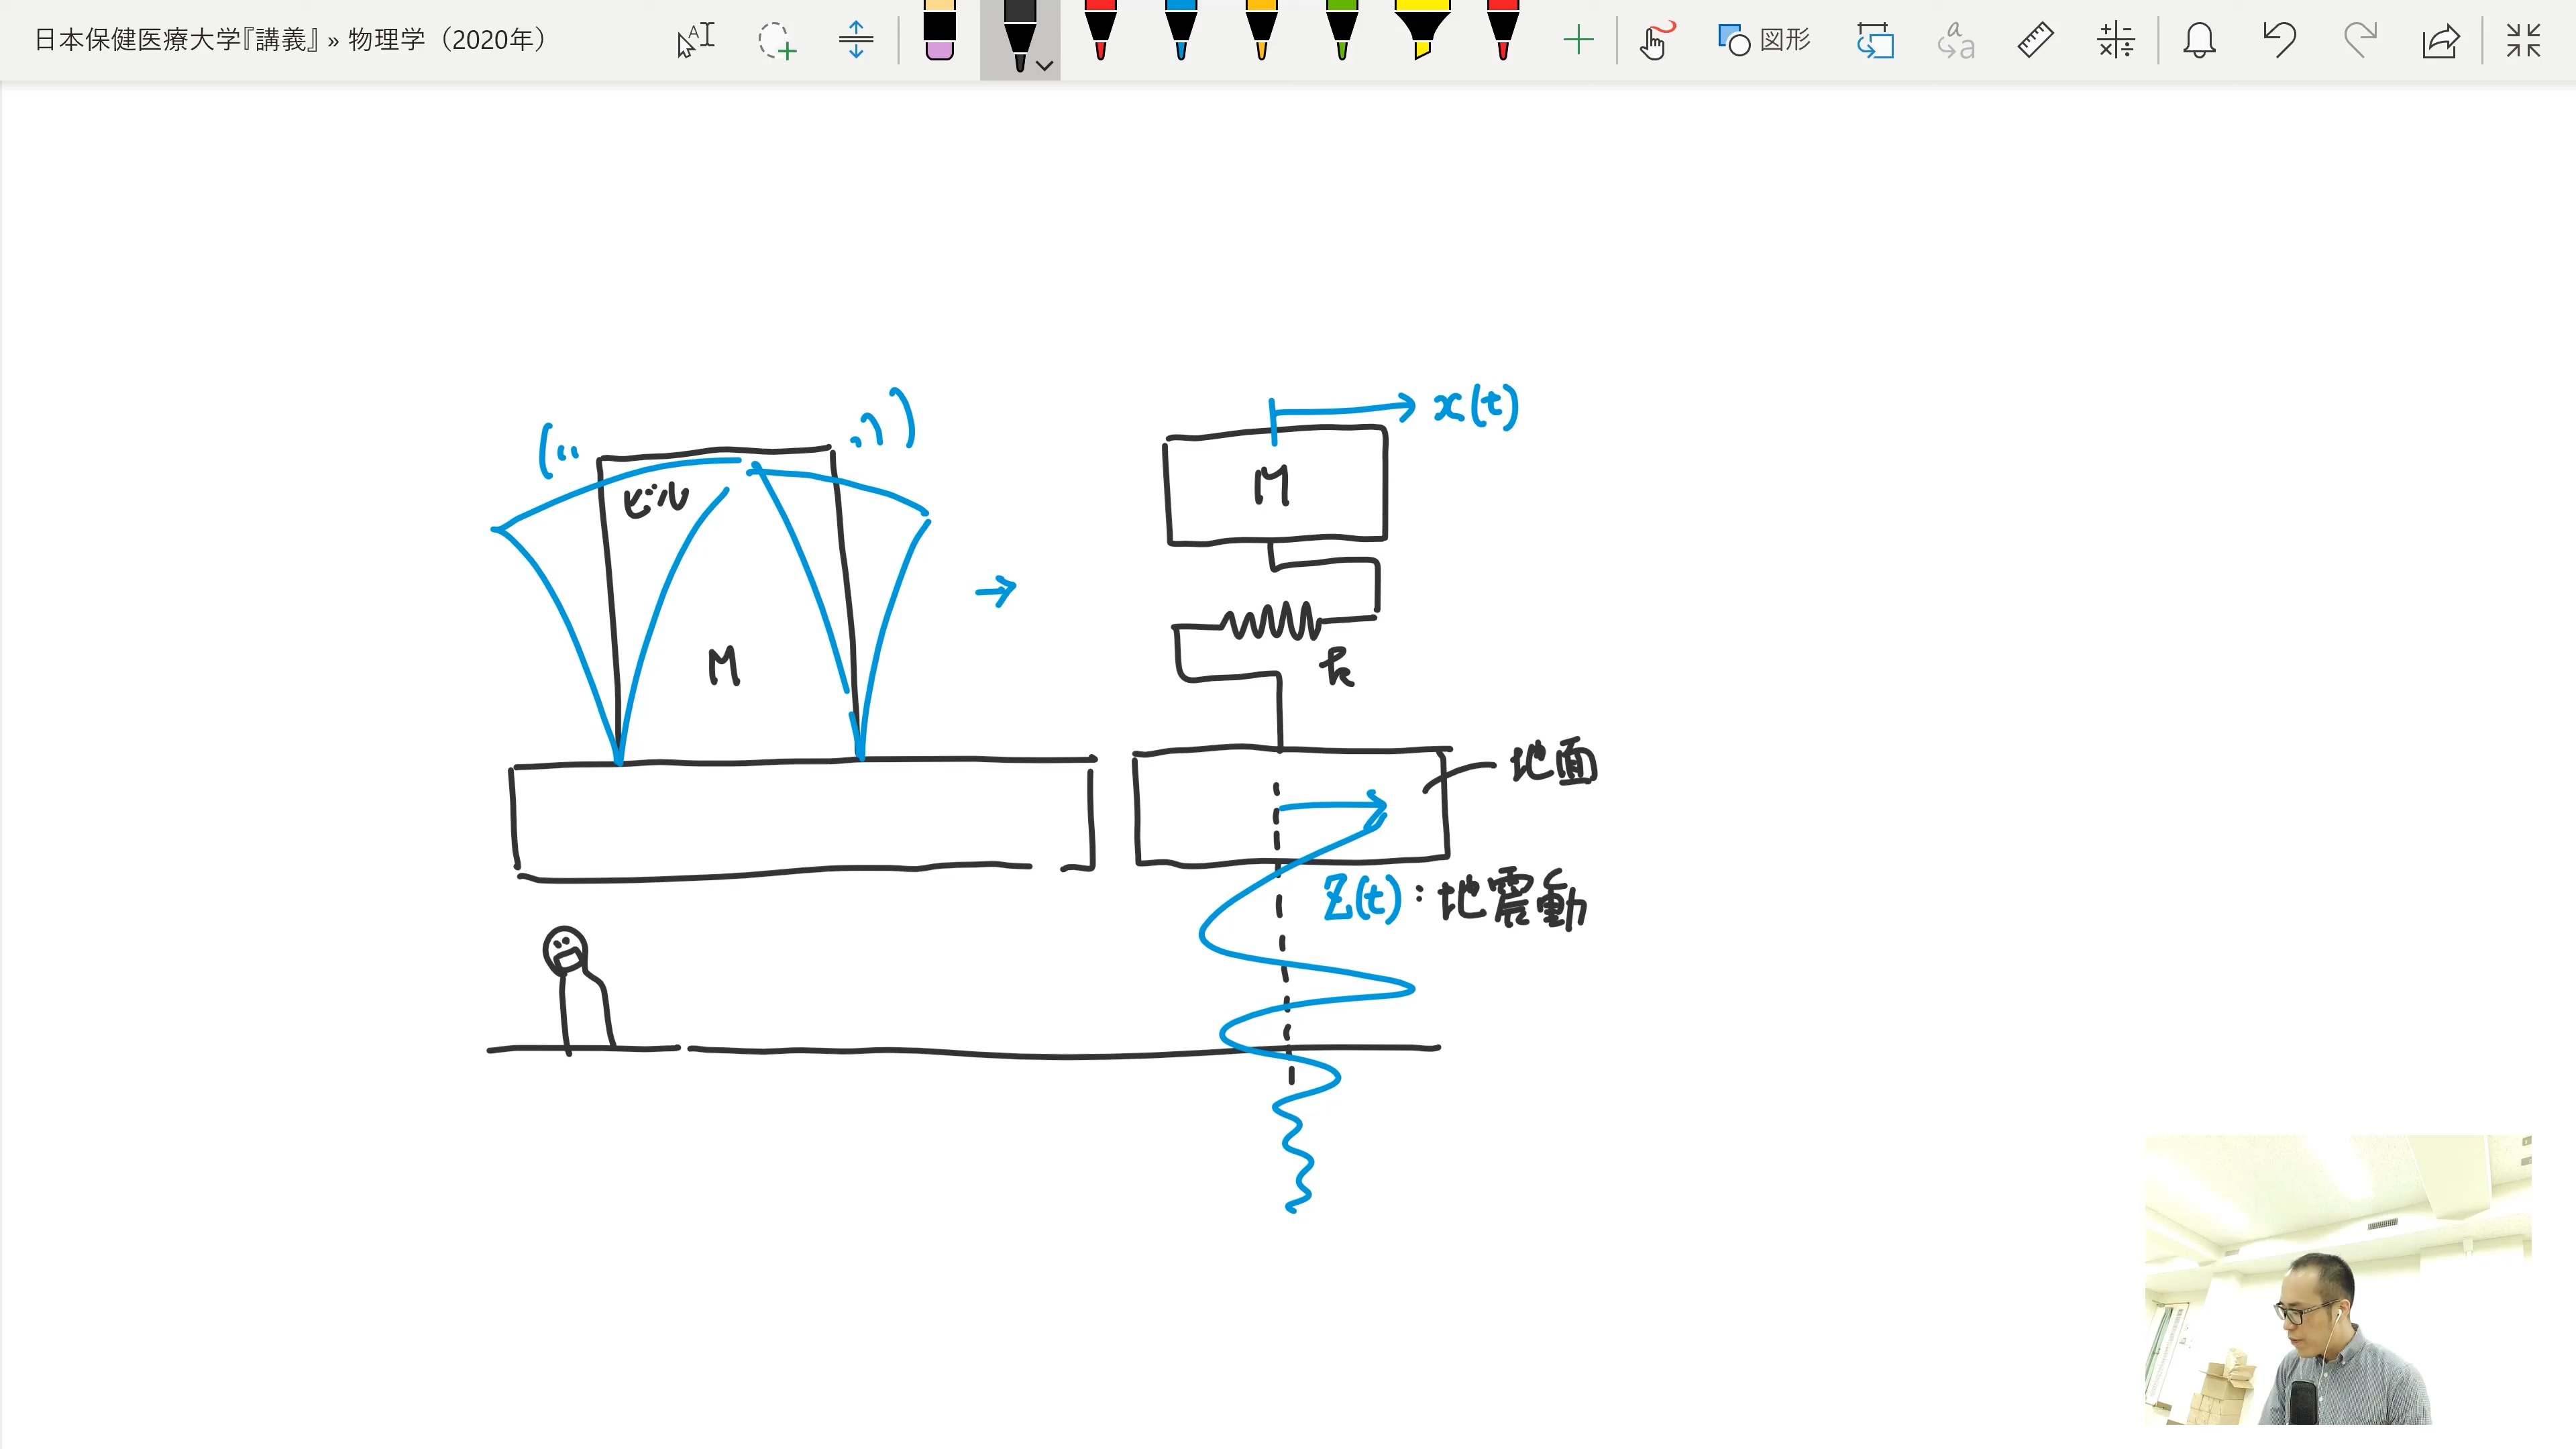 日本保健医療大学『講義』 » 物理学（2020年）
図形
x(t)
ビル
M
M
k
地面
Z(t)：地震動